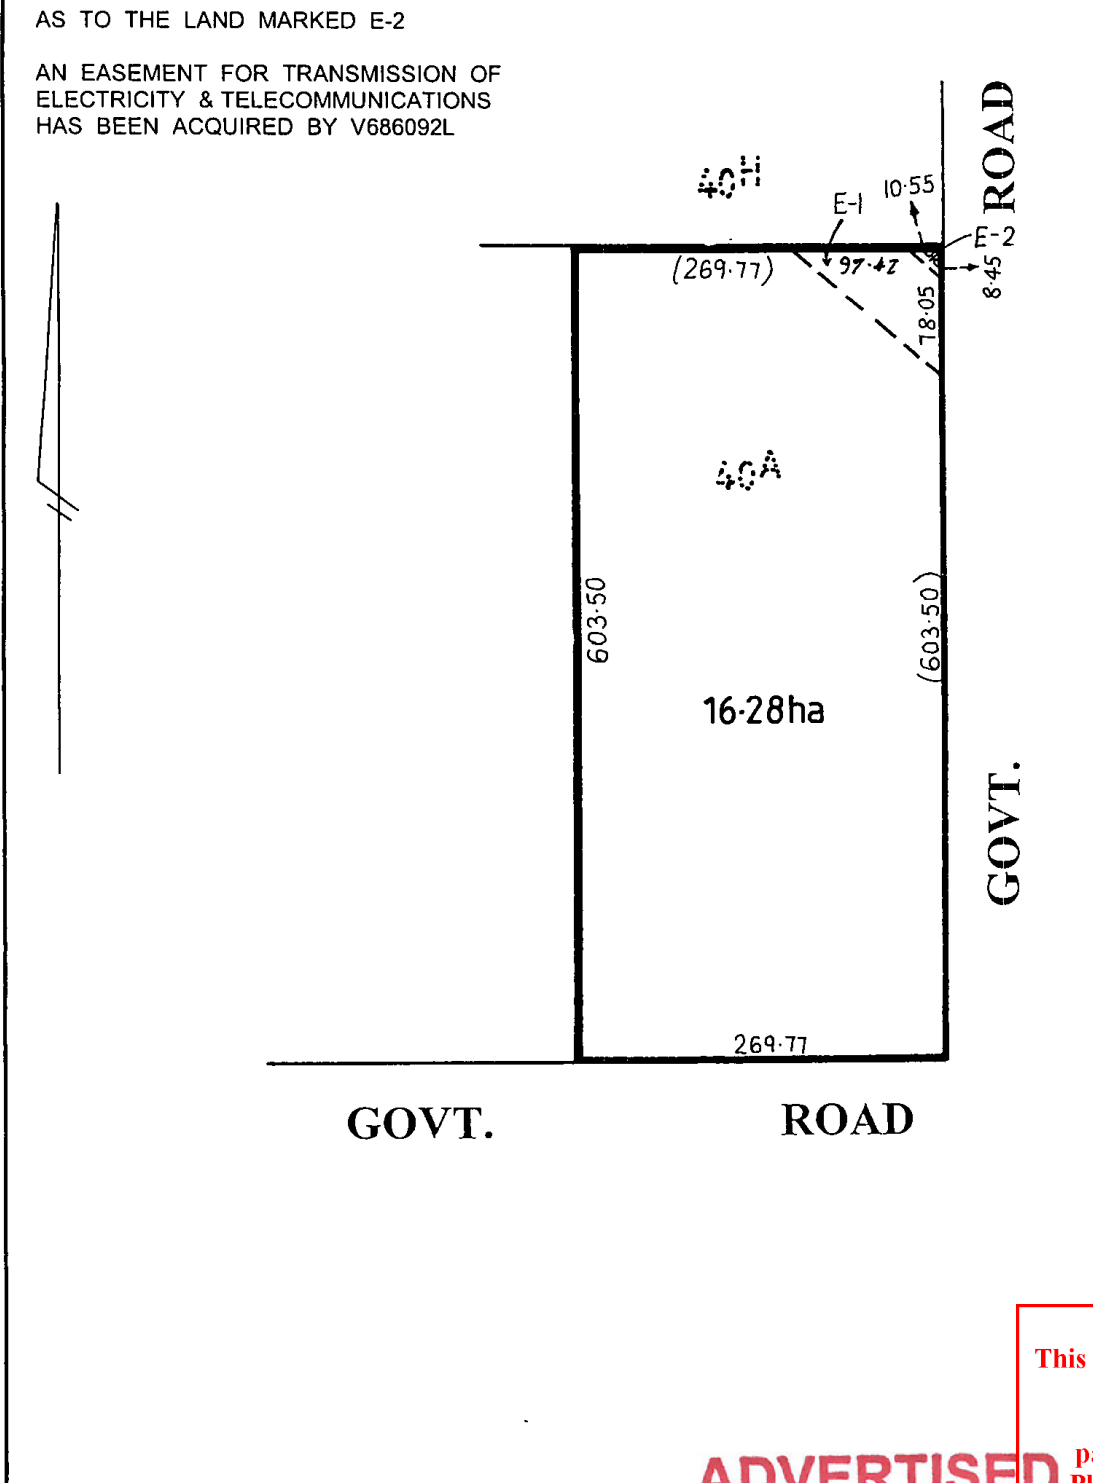 AS TO THE LAND MARKED E-2
AN EASEMENT FOR TRANSMISSION OF
ELECTRICITY & TELECOMMUNICATIONS
HAS BEEN ACQUIRED BY V686092L
ROAD
40H
10·55
E-1
E-2
(269·77)
97·42
8·45
78·05
40A
603·50
(603·50)
16·28ha
GOVT.
269·77
GOVT. ROAD
This
ADVERTISED